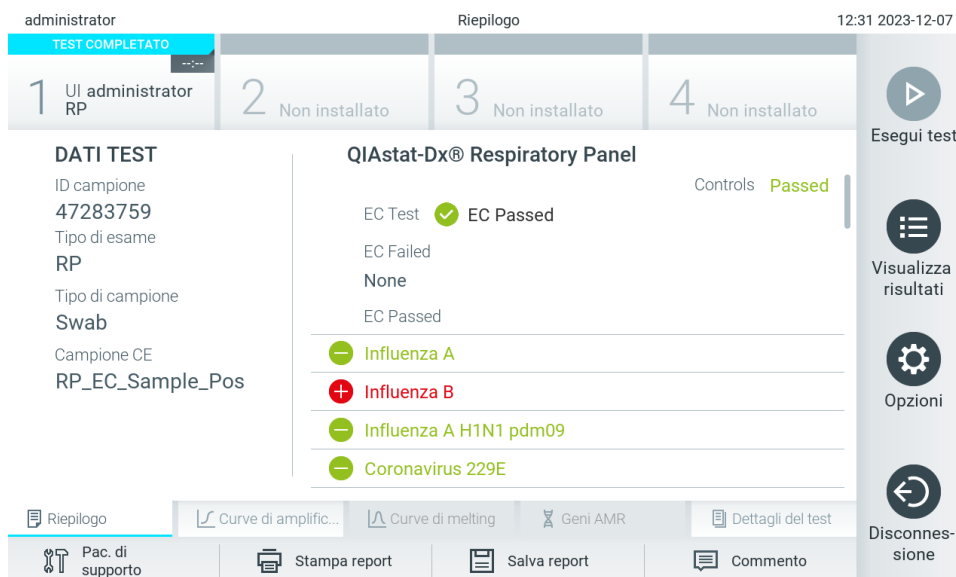 administrator
Riepilogo
12:31 2023-12-07
TEST COMPLETATO
--:--
1 UI administrator
RP
2 Non installato
3 Non installato
4 Non installato
Esegui test
DATI TEST
ID campione
47283759
Tipo di esame
RP
Tipo di campione
Swab
Campione CE
RP_EC_Sample_Pos
QIAstat-Dx® Respiratory Panel
Controls Passed
EC Test EC Passed
EC Failed
None
EC Passed
Influenza A
Influenza B
Influenza A H1N1 pdm09
Coronavirus 229E
Visualizza
risultati
Opzioni
Disconnes-
sione
Riepilogo
Curve di amplific...
Curve di melting
Geni AMR
Dettagli del test
Pac. di
supporto
Stampa report
Salva report
Commento